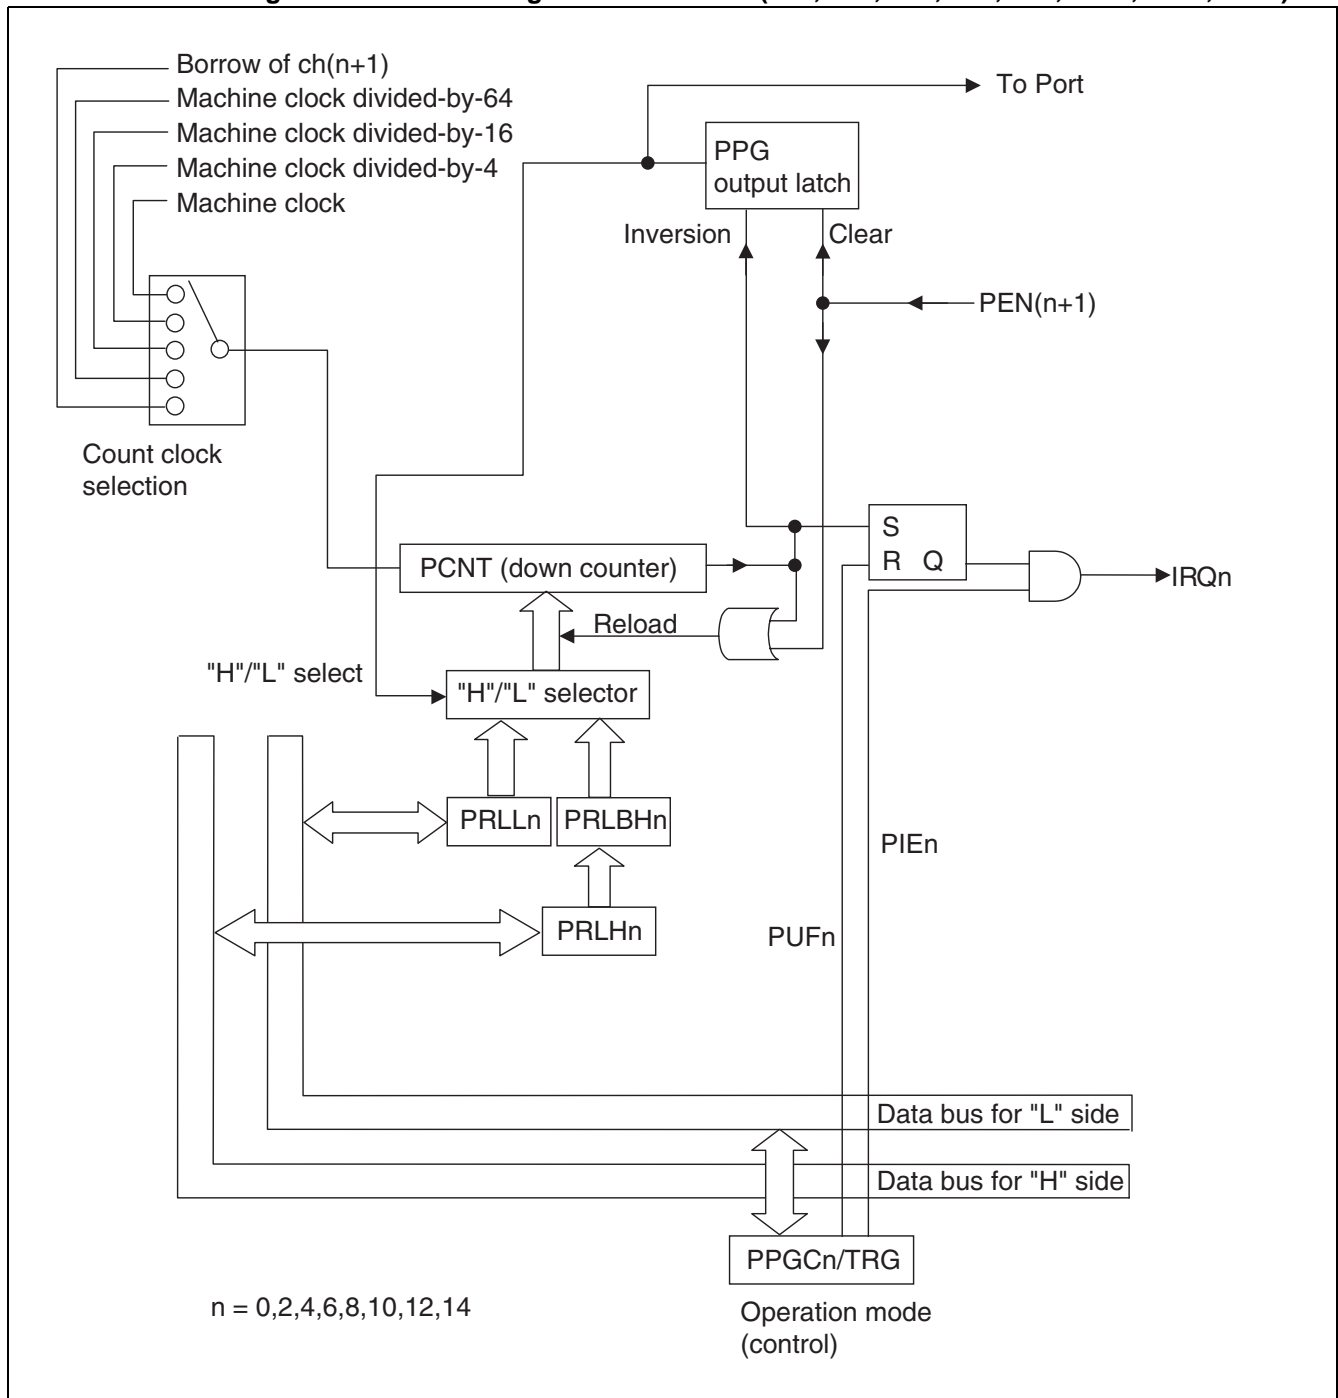 Borrow of ch(n+1)
Machine clock divided-by-64
Machine clock divided-by-16
Machine clock divided-by-4
Machine clock
To Port
PPG
output latch
Inversion
Clear
PEN(n+1)
Count clock
selection
S
R Q
PCNT (down counter)
IRQn
Reload
"H"/"L" select
"H"/"L" selector
PRLLn
PRLBHn
PIEn
PRLHn
PUFn
Data bus for "L" side
Data bus for "H" side
PPGCn/TRG
n = 0,2,4,6,8,10,12,14
Operation mode
(control)